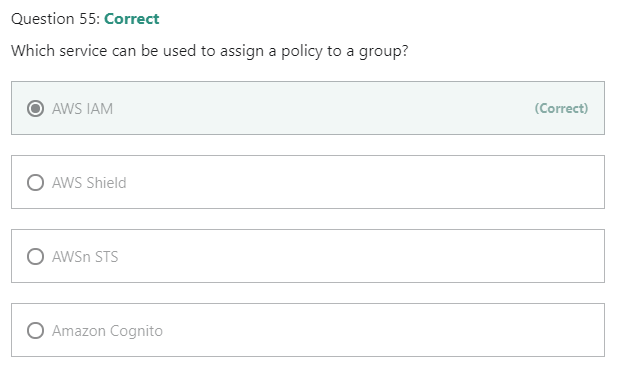 Question 55: Correct
Which service can be used to assign a policy to a group?
AWS IAM (Correct)
AWS Shield
AWSn STS
Amazon Cognito